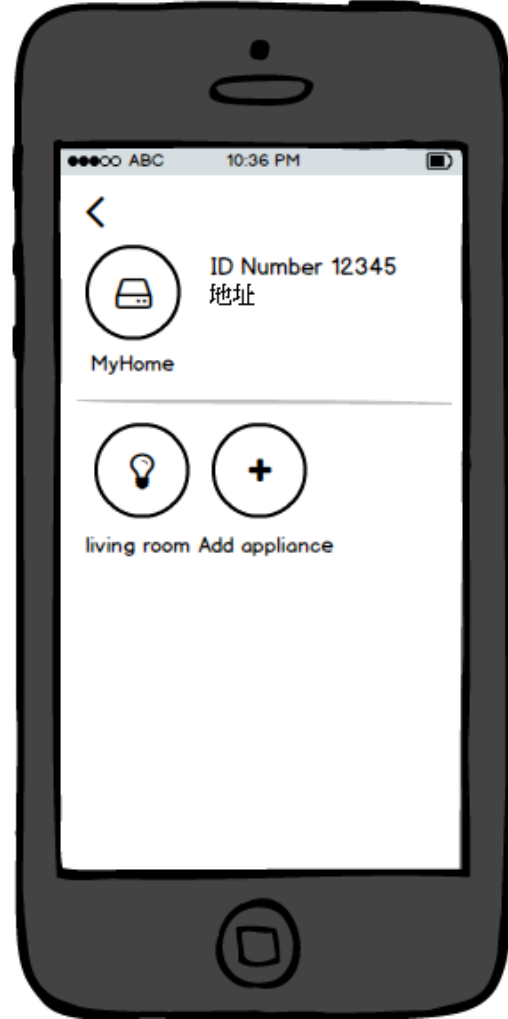 ABC 10:36 PM
ID Number 12345
地址
MyHome
living room Add appliance